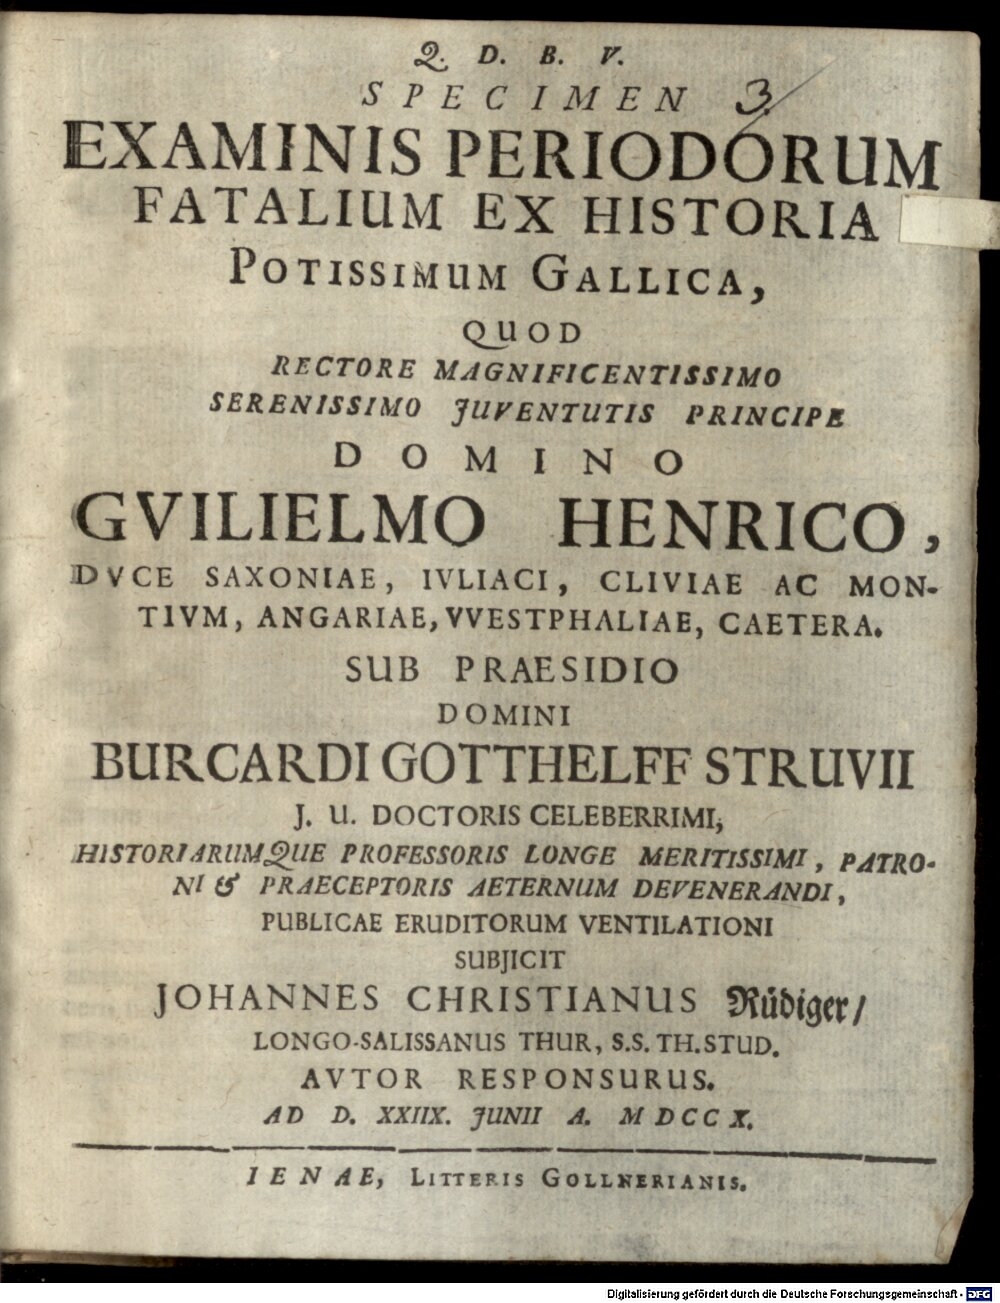 Q. D. B. V.
SPECIMEN 3.
EXAMINIS PERIODORUM
FATALIUM EX HISTORIA
POTISSIMUM GALLICA,
QUOD
RECTORE MAGNIFICENTISSIMO
SERENISSIMO JUVENTUTIS PRINCIPE
DOMINO
GVILIELMO HENRICO,
DVCE SAXONIAE, IVLIACI, CLIVIAE AC MON-
TIVM, ANGARIAE, VVESTPHALIAE, CAETERA.
SUB PRAESIDIO
DOMINI
BURCARDI GOTTHELFF STRUVII
J. U. DOCTORIS CELEBERRIMI,
HISTORIARUMQUE PROFESSORIS LONGE MERITISSIMI, PATRO-
NI & PRAECEPTORIS AETERNUM DEVENERANDI,
PUBLICAE ERUDITORUM VENTILATIONI
SUBJICIT
JOHANNES CHRISTIANUS Rüdiger/
LONGO-SALISSANUS THUR, S.S. TH. STUD.
AVTOR RESPONSURUS.
AD D. XXIIX. JUNII A. MDCCX.
IENAE, LITTERIS GOLLNERIANIS.
Digitalisierung gefördert durch die Deutsche Forschungsgemeinschaft - DFG